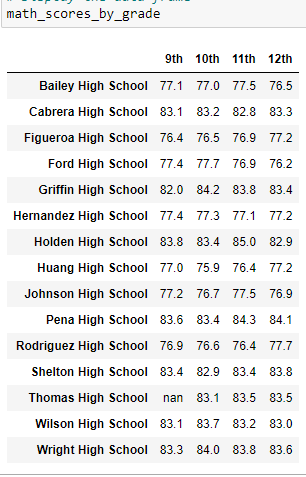 math_scores_by_grade
9th 10th 11th 12th
Bailey High School 77.1 77.0 77.5 76.5
Cabrera High School 83.1 83.2 82.8 83.3
Figueroa High School 76.4 76.5 76.9 77.2
Ford High School 77.4 77.7 76.9 76.2
Griffin High School 82.0 84.2 83.8 83.4
Hernandez High School 77.4 77.3 77.1 77.2
Holden High School 83.8 83.4 85.0 82.9
Huang High School 77.0 75.9 76.4 77.2
Johnson High School 77.2 76.7 77.5 76.9
Pena High School 83.6 83.4 84.3 84.1
Rodriguez High School 76.9 76.6 76.4 77.7
Shelton High School 83.4 82.9 83.4 83.8
Thomas High School nan 83.1 83.5 83.5
Wilson High School 83.1 83.7 83.2 83.0
Wright High School 83.3 84.0 83.8 83.6